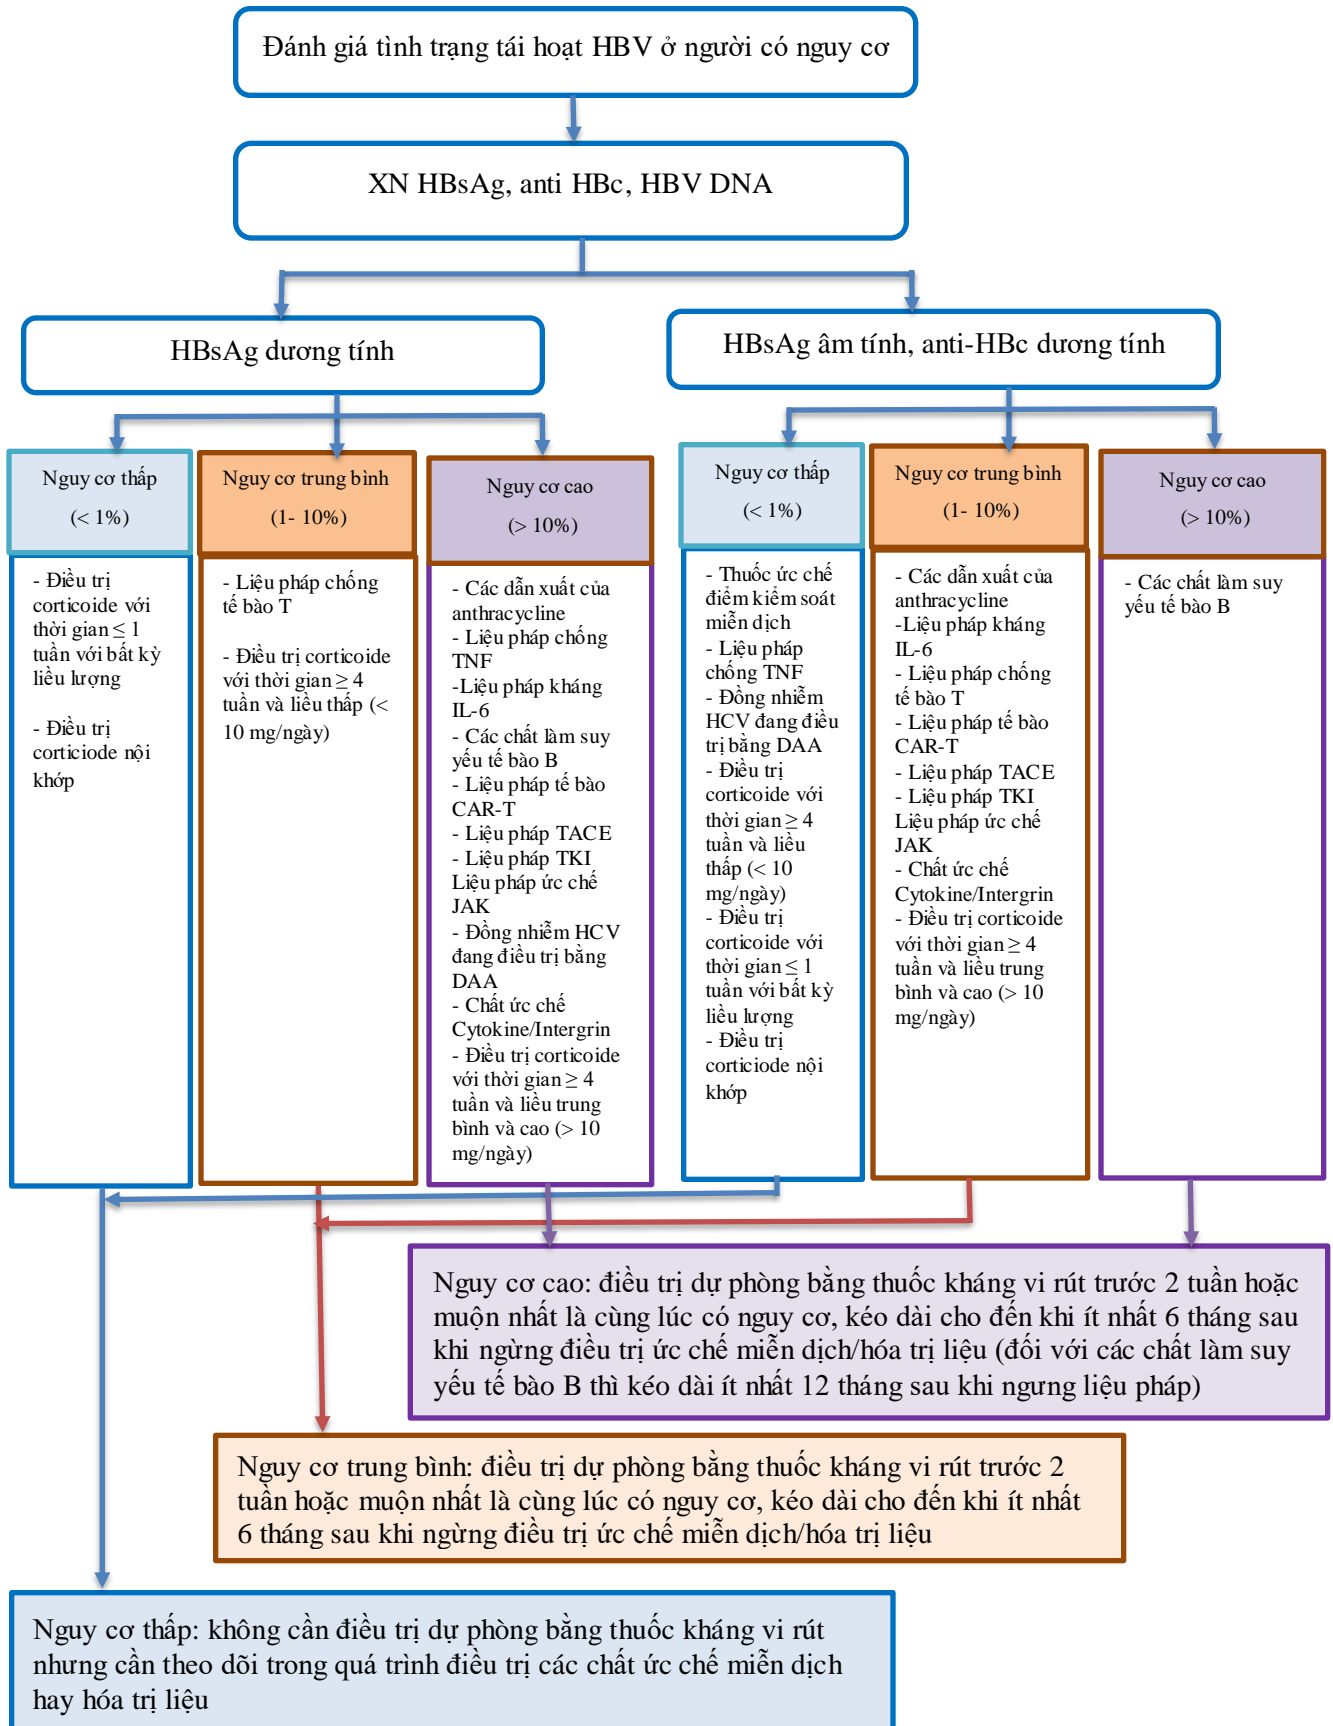 Đánh giá tình trạng tái hoạt HBV ở người có nguy cơ
XN HBsAg, anti HBc, HBV DNA
HBsAg dương tính
HBsAg âm tính, anti-HBc dương tính
Nguy cơ thấp
(< 1%)
Nguy cơ trung bình
(1- 10%)
Nguy cơ cao
(> 10%)
Nguy cơ thấp
(< 1%)
Nguy cơ trung bình
(1- 10%)
Nguy cơ cao
(> 10%)
- Điều trị
corticoide với
thời gian ≤ 1
tuần với bất kỳ
liều lượng
- Điều trị
corticiode nội
khớp
- Liệu pháp chống
tế bào T
- Điều trị corticoide
với thời gian ≥ 4
tuần và liều thấp (<
10 mg/ngày)
- Các dẫn xuất của
anthracycline
- Liệu pháp chống
TNF
-Liệu pháp kháng
IL-6
- Các chất làm suy
yếu tế bào B
- Liệu pháp tế bào
CAR-T
- Liệu pháp TACE
- Liệu pháp TKI
Liệu pháp ức chế
JAK
- Đồng nhiễm HCV
đang điều trị bằng
DAA
- Chất ức chế
Cytokine/Intergrin
- Điều trị corticoide
với thời gian ≥ 4
tuần và liều trung
bình và cao (> 10
mg/ngày)
- Thuốc ức chế
điểm kiểm soát
miễn dịch
- Liệu pháp
chống TNF
- Đồng nhiễm
HCV đang điều
trị bằng DAA
- Điều trị
corticoide với
thời gian ≥ 4
tuần và liều
thấp (< 10
mg/ngày)
- Điều trị
corticoide với
thời gian ≤ 1
tuần với bất kỳ
liều lượng
- Điều trị
corticiode nội
khớp
- Các dẫn xuất của
anthracycline
-Liệu pháp kháng
IL-6
- Liệu pháp chống
tế bào T
- Liệu pháp tế bào
CAR-T
- Liệu pháp TACE
- Liệu pháp TKI
Liệu pháp ức chế
JAK
- Chất ức chế
Cytokine/Intergrin
- Điều trị corticoide
với thời gian ≥ 4
tuần và liều trung
bình và cao (> 10
mg/ngày)
- Các chất làm suy
yếu tế bào B
Nguy cơ cao: điều trị dự phòng bằng thuốc kháng vi rút trước 2 tuần hoặc
muộn nhất là cùng lúc có nguy cơ, kéo dài cho đến khi ít nhất 6 tháng sau
khi ngừng điều trị ức chế miễn dịch/hóa trị liệu (đối với các chất làm suy
yếu tế bào B thì kéo dài ít nhất 12 tháng sau khi ngưng liệu pháp)
Nguy cơ trung bình: điều trị dự phòng bằng thuốc kháng vi rút trước 2
tuần hoặc muộn nhất là cùng lúc có nguy cơ, kéo dài cho đến khi ít nhất
6 tháng sau khi ngừng điều trị ức chế miễn dịch/hóa trị liệu
Nguy cơ thấp: không cần điều trị dự phòng bằng thuốc kháng vi rút
nhưng cần theo dõi trong quá trình điều trị các chất ức chế miễn dịch
hay hóa trị liệu